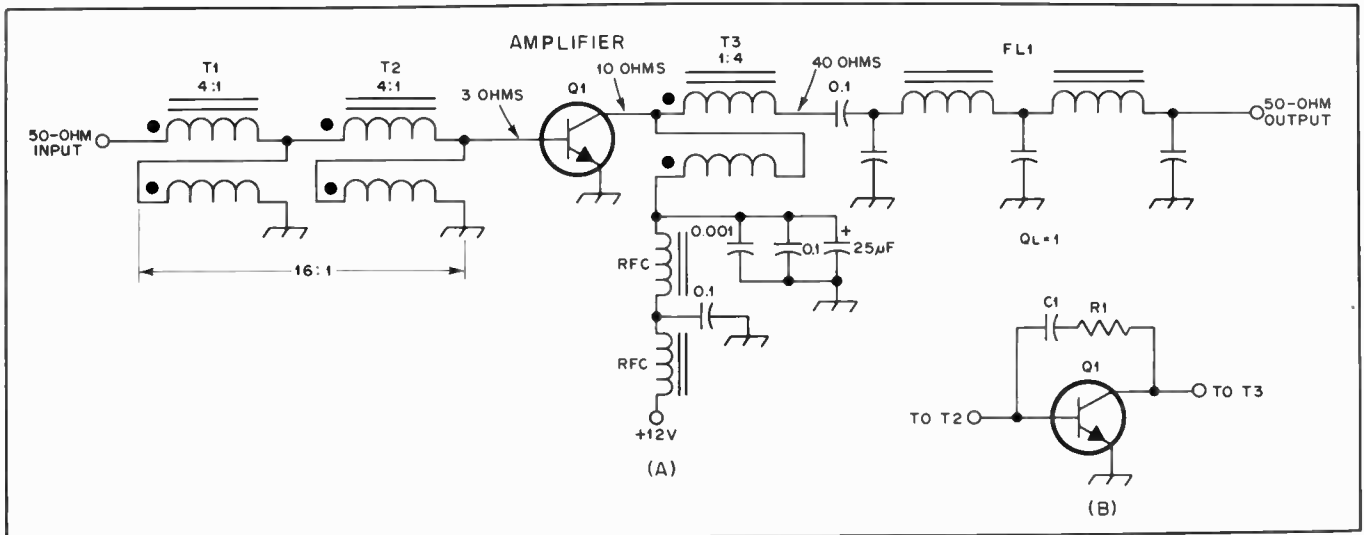 AMPLIFIER
T1
4:1
T2
4:1
3 OHMS
Q1
10 OHMS
T3
1:4
40 OHMS
0.1
FL1
50-OHM
INPUT
50-OHM
OUTPUT
16:1
0.001
0.1
25µF
+
QL=1
RFC
0.1
RFC
+12V
(A)
C1
R1
Q1
TO T2
TO T3
(B)